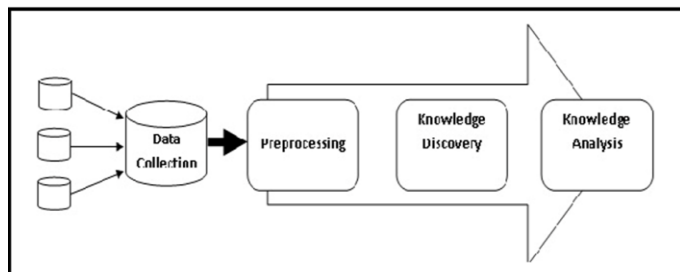 Data
Collection
Preprocessing
Knowledge
Discovery
Knowledge
Analysis